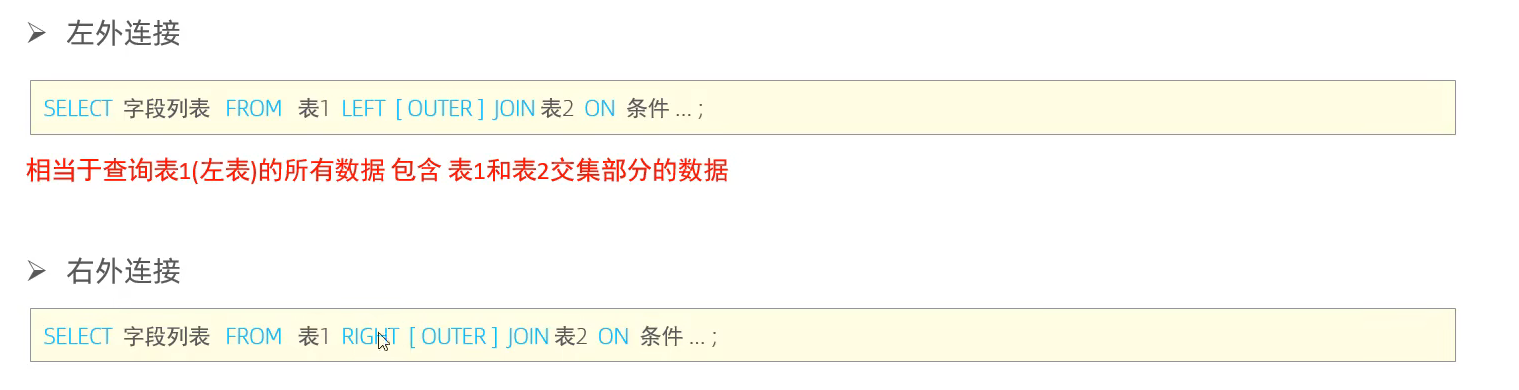 ➢ 左外连接
SELECT 字段列表 FROM 表1 LEFT [ OUTER ] JOIN 表2 ON 条件 ... ;
相当于查询表1(左表)的所有数据 包含 表1和表2交集部分的数据
➢ 右外连接
SELECT 字段列表 FROM 表1 RIGHT [ OUTER ] JOIN 表2 ON 条件 ... ;